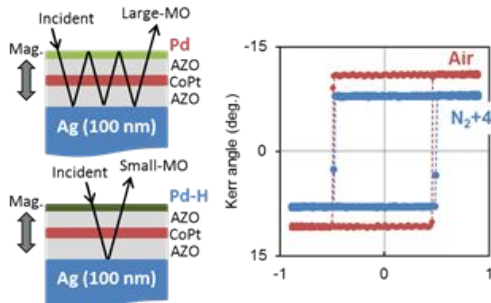 Incident Large-MO
Mag.
Pd
AZO
CoPt
AZO
Ag (100 nm)
Incident Small-MO
Mag.
Pd-H
AZO
CoPt
AZO
Ag (100 nm)
Kerr angle (deg.)
-15
0
15
-1 0 1
Air
N₂+4